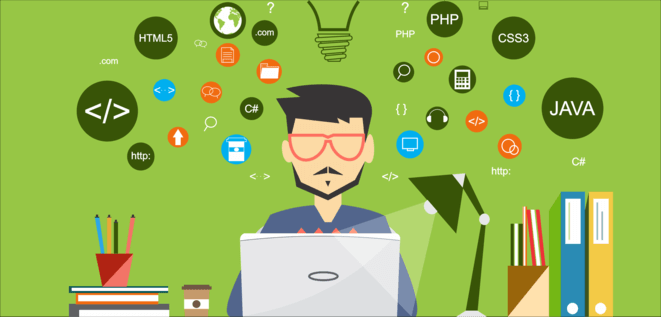 ?
?
PHP
HTML5
.com
PHP
CSS3
.com
</>
<··>
C#
{ }
{ }
JAVA
</>
http:
C#
<··>
</>
http: